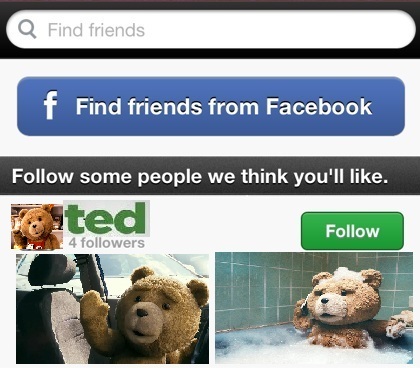 Find friends
f Find friends from Facebook
Follow some people we think you'll like.
ted
4 followers
Follow